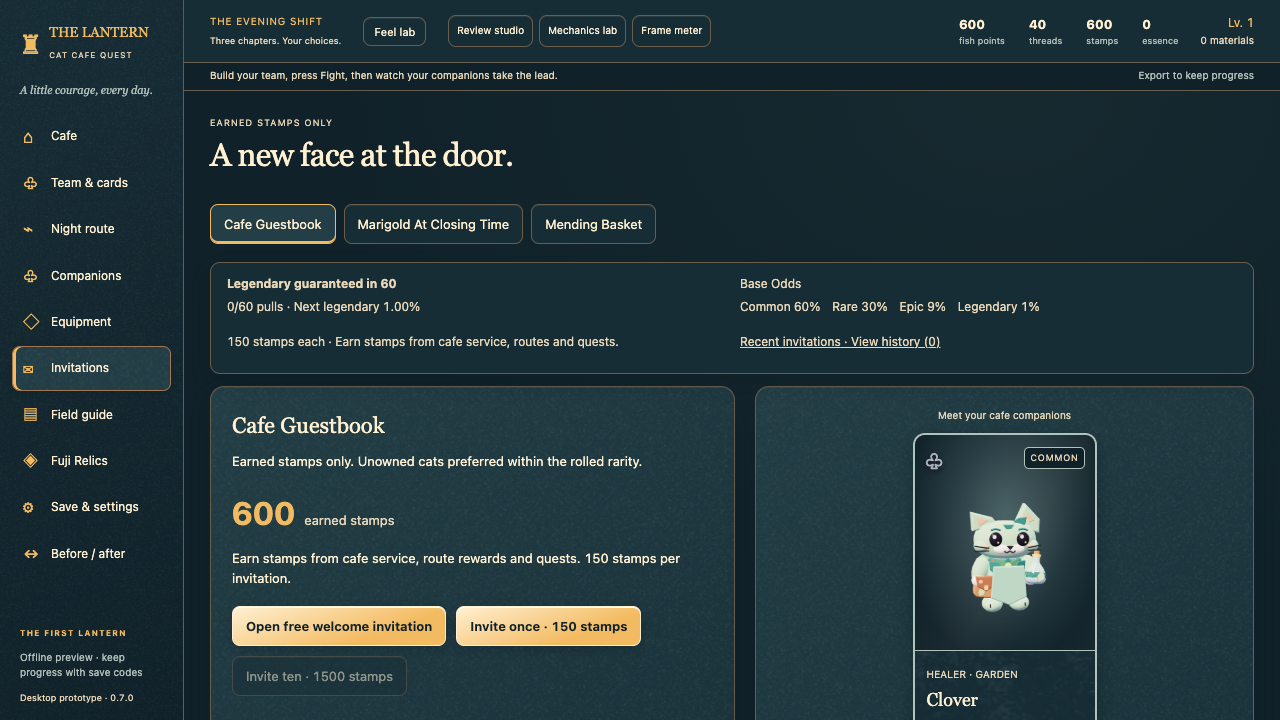 THE LANTERN
CAT CAFE QUEST
A little courage, every day.
Cafe
Team & cards
Night route
Companions
Equipment
Invitations
Field guide
Fuji Relics
Save & settings
Before / after
THE FIRST LANTERN
Offline preview · keep
progress with save codes
Desktop prototype · 0.7.0
THE EVENING SHIFT
Three chapters. Your choices.
Feel lab
Review studio
Mechanics lab
Frame meter
600
fish points
40
threads
600
stamps
0
essence
Lv. 1
0 materials
Build your team, press Fight, then watch your companions take the lead.
Export to keep progress
EARNED STAMPS ONLY
A new face at the door.
Cafe Guestbook
Marigold At Closing Time
Mending Basket
Legendary guaranteed in 60
0/60 pulls · Next legendary 1.00%
150 stamps each · Earn stamps from cafe service, routes and quests.
Base Odds
Common 60% Rare 30% Epic 9% Legendary 1%
Recent invitations · View history (0)
Cafe Guestbook
Earned stamps only. Unowned cats preferred within the rolled rarity.
600 earned stamps
Earn stamps from cafe service, route rewards and quests. 150 stamps per
invitation.
Open free welcome invitation
Invite once · 150 stamps
Invite ten · 1500 stamps
Meet your cafe companions
COMMON
HEALER · GARDEN
Clover